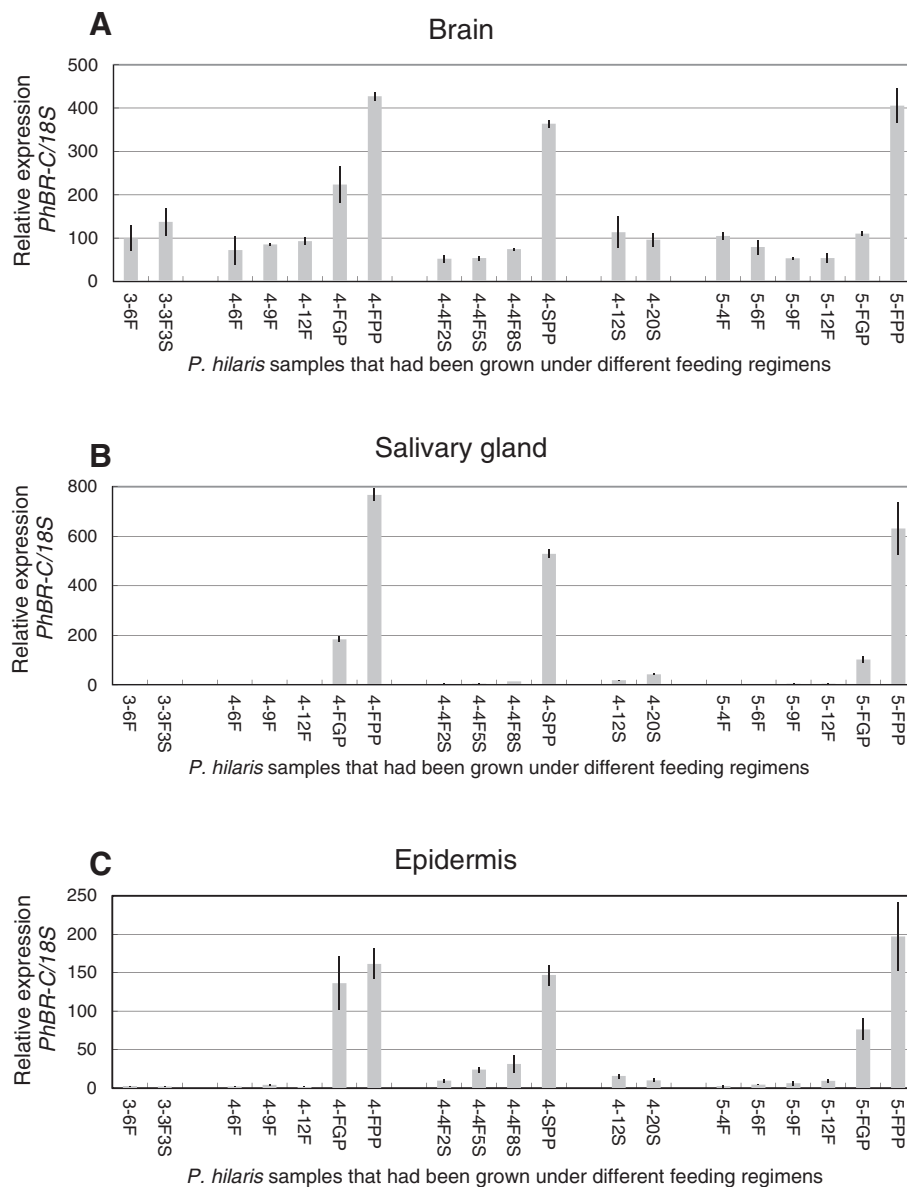 A
Brain
Relative expression
PhBR-C/18S
500
400
300
200
100
0
3-6F
3-3F3S
4-6F
4-9F
4-12F
4-FGP
4-FPP
4-4F2S
4-4F5S
4-4F8S
4-SPP
4-12S
4-20S
5-4F
5-6F
5-9F
5-12F
5-FGP
5-FPP
P. hilaris samples that had been grown under different feeding regimens
B
Salivary gland
Relative expression
PhBR-C/18S
800
600
400
200
0
3-6F
3-3F3S
4-6F
4-9F
4-12F
4-FGP
4-FPP
4-4F2S
4-4F5S
4-4F8S
4-SPP
4-12S
4-20S
5-4F
5-6F
5-9F
5-12F
5-FGP
5-FPP
P. hilaris samples that had been grown under different feeding regimens
C
Epidermis
Relative expression
PhBR-C/18S
250
200
150
100
50
0
3-6F
3-3F3S
4-6F
4-9F
4-12F
4-FGP
4-FPP
4-4F2S
4-4F5S
4-4F8S
4-SPP
4-12S
4-20S
5-4F
5-6F
5-9F
5-12F
5-FGP
5-FPP
P. hilaris samples that had been grown under different feeding regimens